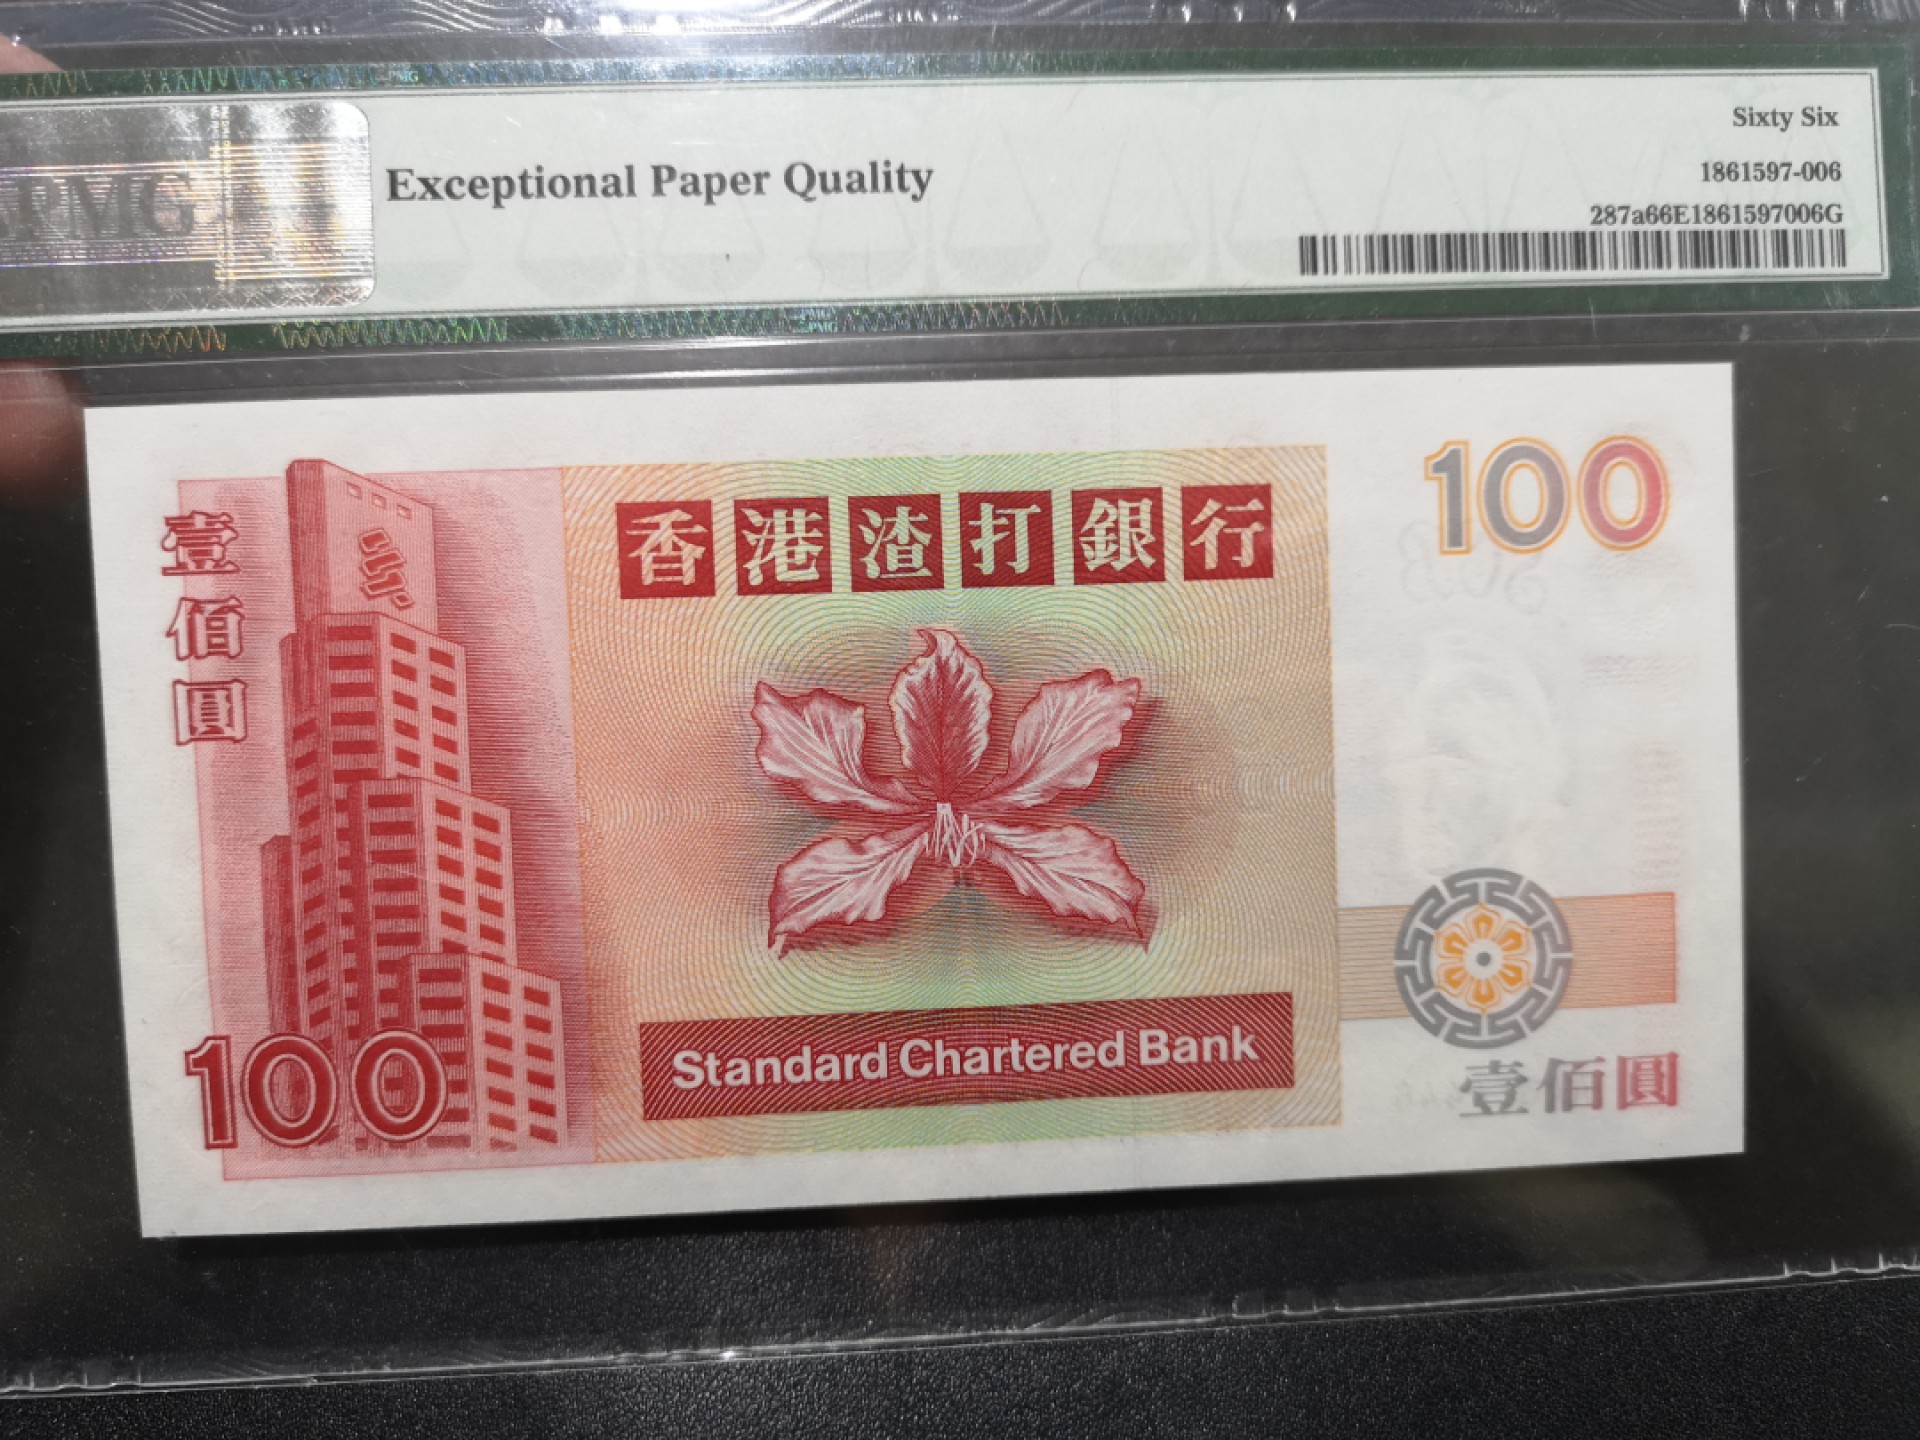 PMG
Exceptional Paper Quality
Sixty Six
1861597-006
287a66E1861597006G
100
香港渣打銀行
壹佰圓
Standard Chartered Bank
100
壹佰圓